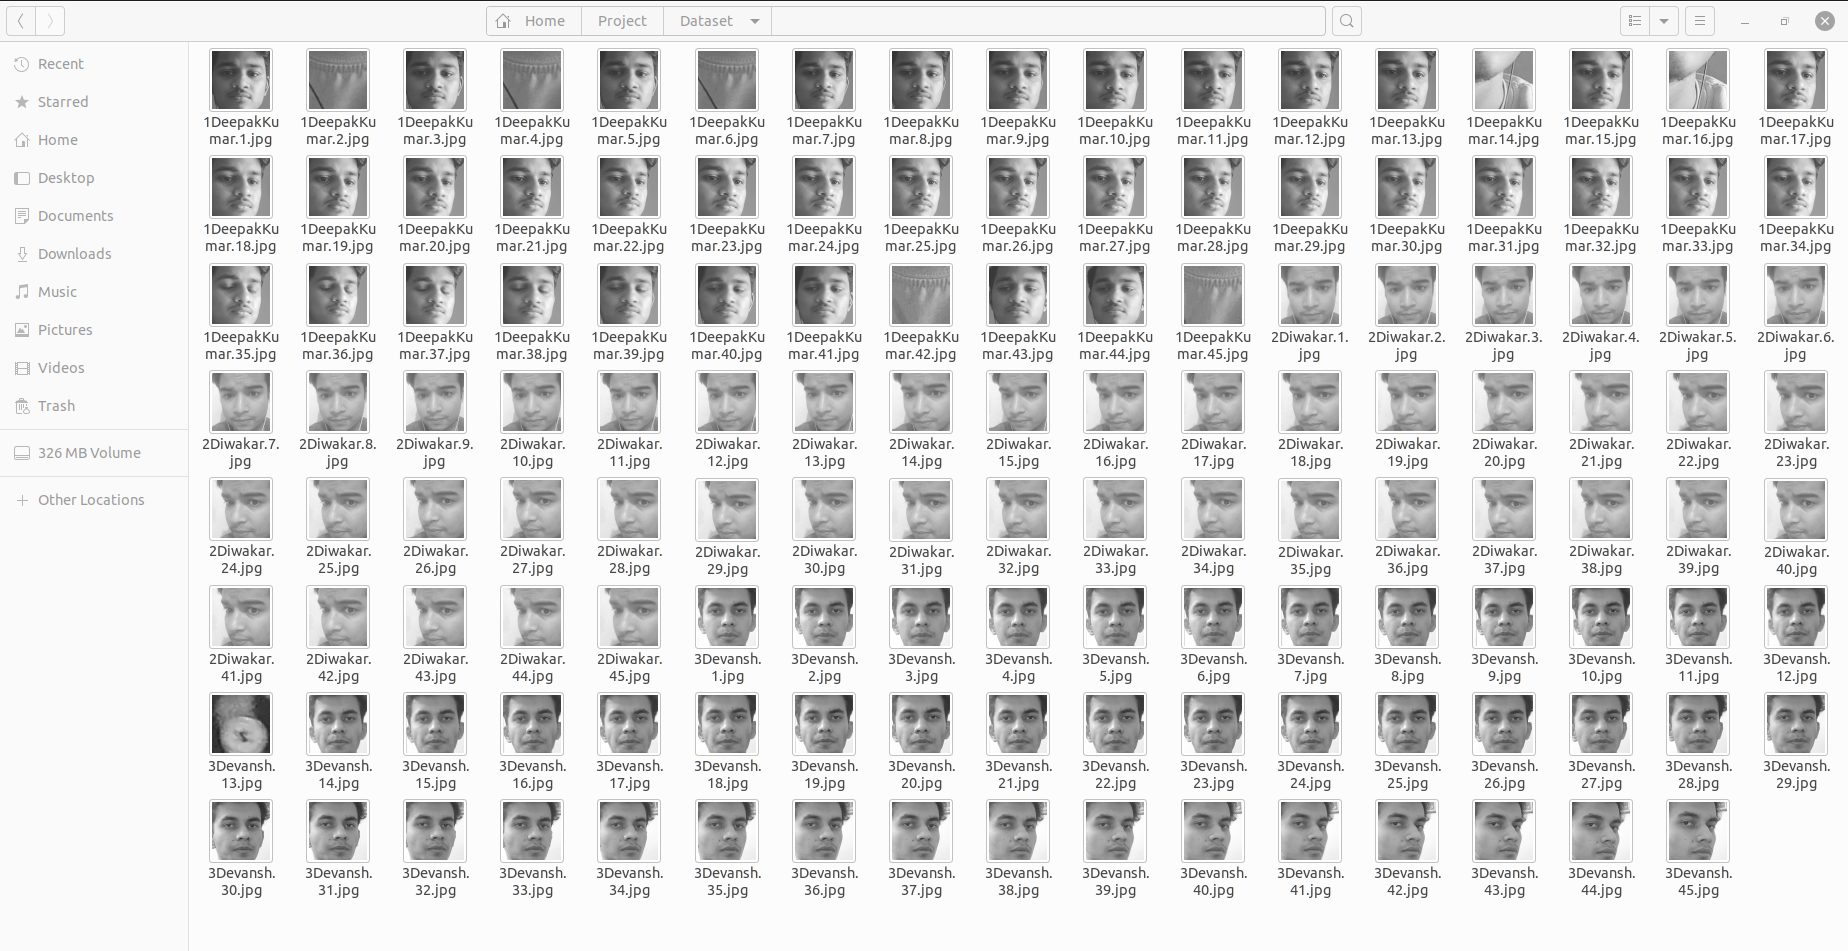 Home Project Dataset
Recent
Starred
Home
Desktop
Documents
Downloads
Music
Pictures
Videos
Trash
326 MB Volume
Other Locations
1DeepakKu 1DeepakKu 1DeepakKu 1DeepakKu 1DeepakKu 1DeepakKu 1DeepakKu 1DeepakKu 1DeepakKu 1DeepakKu 1DeepakKu 1DeepakKu 1DeepakKu 1DeepakKu 1DeepakKu 1DeepakKu 1DeepakKu
mar.1.jpg mar.2.jpg mar.3.jpg mar.4.jpg mar.5.jpg mar.6.jpg mar.7.jpg mar.8.jpg mar.9.jpg mar.10.jpg mar.11.jpg mar.12.jpg mar.13.jpg mar.14.jpg mar.15.jpg mar.16.jpg mar.17.jpg
1DeepakKu 1DeepakKu 1DeepakKu 1DeepakKu 1DeepakKu 1DeepakKu 1DeepakKu 1DeepakKu 1DeepakKu 1DeepakKu 1DeepakKu 1DeepakKu 1DeepakKu 1DeepakKu 1DeepakKu 1DeepakKu 1DeepakKu
mar.18.jpg mar.19.jpg mar.20.jpg mar.21.jpg mar.22.jpg mar.23.jpg mar.24.jpg mar.25.jpg mar.26.jpg mar.27.jpg mar.28.jpg mar.29.jpg mar.30.jpg mar.31.jpg mar.32.jpg mar.33.jpg mar.34.jpg
1DeepakKu 1DeepakKu 1DeepakKu 1DeepakKu 1DeepakKu 1DeepakKu 1DeepakKu 1DeepakKu 1DeepakKu 1DeepakKu 1DeepakKu 2Diwakar.1. 2Diwakar.2. 2Diwakar.3. 2Diwakar.4. 2Diwakar.5. 2Diwakar.6.
mar.35.jpg mar.36.jpg mar.37.jpg mar.38.jpg mar.39.jpg mar.40.jpg mar.41.jpg mar.42.jpg mar.43.jpg mar.44.jpg mar.45.jpg jpg jpg jpg jpg jpg jpg
2Diwakar.7. 2Diwakar.8. 2Diwakar.9. 2Diwakar. 2Diwakar. 2Diwakar. 2Diwakar. 2Diwakar. 2Diwakar. 2Diwakar. 2Diwakar. 2Diwakar. 2Diwakar. 2Diwakar. 2Diwakar. 2Diwakar. 2Diwakar.
jpg jpg jpg 10.jpg 11.jpg 12.jpg 13.jpg 14.jpg 15.jpg 16.jpg 17.jpg 18.jpg 19.jpg 20.jpg 21.jpg 22.jpg 23.jpg
2Diwakar. 2Diwakar. 2Diwakar. 2Diwakar. 2Diwakar. 2Diwakar. 2Diwakar. 2Diwakar. 2Diwakar. 2Diwakar. 2Diwakar. 2Diwakar. 2Diwakar. 2Diwakar. 2Diwakar. 2Diwakar. 2Diwakar.
24.jpg 25.jpg 26.jpg 27.jpg 28.jpg 29.jpg 30.jpg 31.jpg 32.jpg 33.jpg 34.jpg 35.jpg 36.jpg 37.jpg 38.jpg 39.jpg 40.jpg
2Diwakar. 2Diwakar. 2Diwakar. 2Diwakar. 2Diwakar. 3Devansh. 3Devansh. 3Devansh. 3Devansh. 3Devansh. 3Devansh. 3Devansh. 3Devansh. 3Devansh. 3Devansh. 3Devansh. 3Devansh.
41.jpg 42.jpg 43.jpg 44.jpg 45.jpg 1.jpg 2.jpg 3.jpg 4.jpg 5.jpg 6.jpg 7.jpg 8.jpg 9.jpg 10.jpg 11.jpg 12.jpg
3Devansh. 3Devansh. 3Devansh. 3Devansh. 3Devansh. 3Devansh. 3Devansh. 3Devansh. 3Devansh. 3Devansh. 3Devansh. 3Devansh. 3Devansh. 3Devansh. 3Devansh. 3Devansh. 3Devansh.
13.jpg 14.jpg 15.jpg 16.jpg 17.jpg 18.jpg 19.jpg 20.jpg 21.jpg 22.jpg 23.jpg 24.jpg 25.jpg 26.jpg 27.jpg 28.jpg 29.jpg
3Devansh. 3Devansh. 3Devansh. 3Devansh. 3Devansh. 3Devansh. 3Devansh. 3Devansh. 3Devansh. 3Devansh. 3Devansh. 3Devansh. 3Devansh. 3Devansh. 3Devansh. 3Devansh.
30.jpg 31.jpg 32.jpg 33.jpg 34.jpg 35.jpg 36.jpg 37.jpg 38.jpg 39.jpg 40.jpg 41.jpg 42.jpg 43.jpg 44.jpg 45.jpg